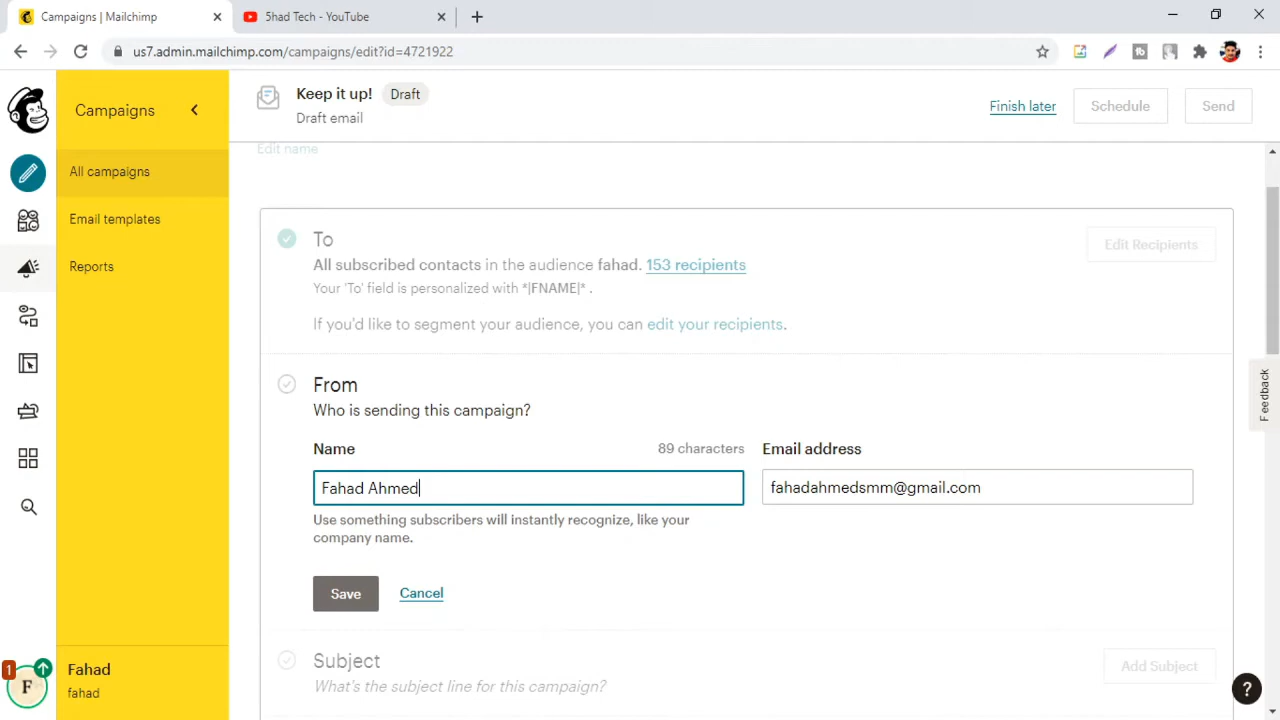 Campaigns | Mailchimp
5had Tech - YouTube
us7.admin.mailchimp.com/campaigns/edit?id=4721922
Campaigns
All campaigns
Email templates
Reports
Keep it up!
Draft
Draft email
Finish later
Schedule
Send
Edit name
To
Edit Recipients
All subscribed contacts in the audience fahad. 153 recipients
Your 'To' field is personalized with *|FNAME|* .
If you'd like to segment your audience, you can edit your recipients.
From
Who is sending this campaign?
Name
89 characters
Email address
Fahad Ahmed
fahadahmedsmm@gmail.com
Use something subscribers will instantly recognize, like your
company name.
Save
Cancel
Subject
Add Subject
What's the subject line for this campaign?
Feedback
1
F
Fahad
fahad
?